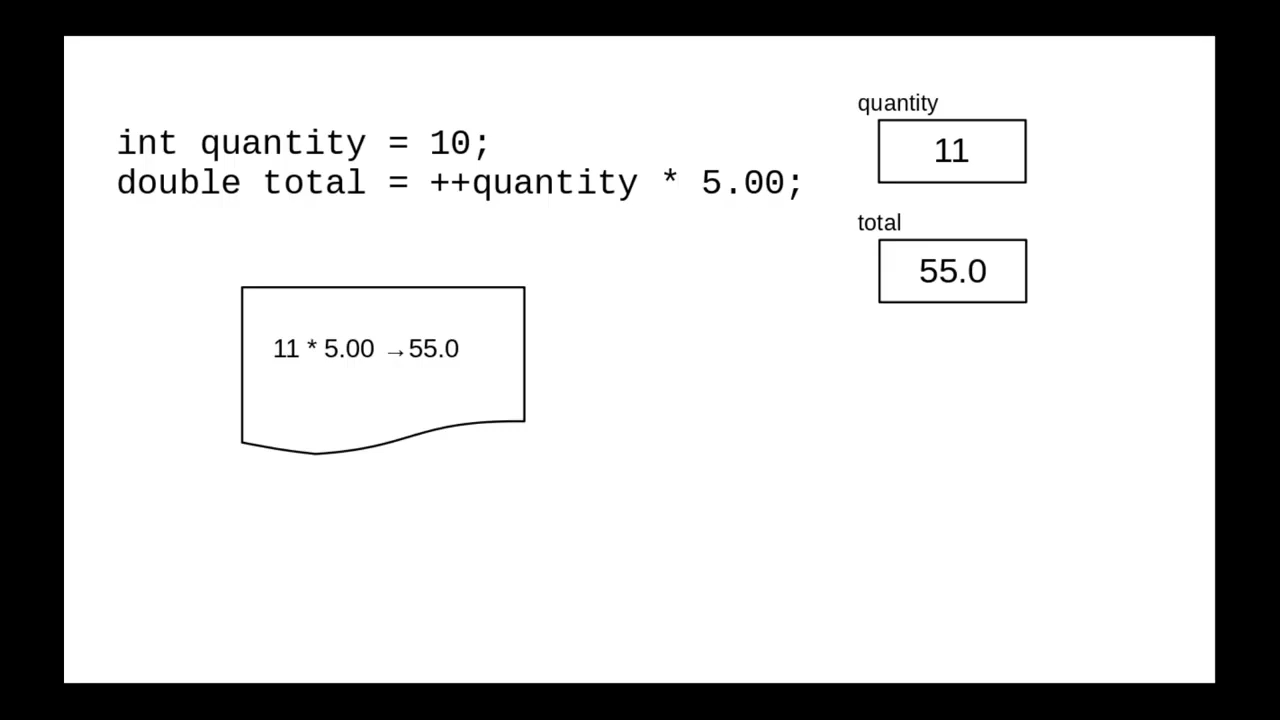 int quantity = 10;
double total = ++quantity * 5.00;
quantity
11
total
55.0
11 * 5.00 →55.0